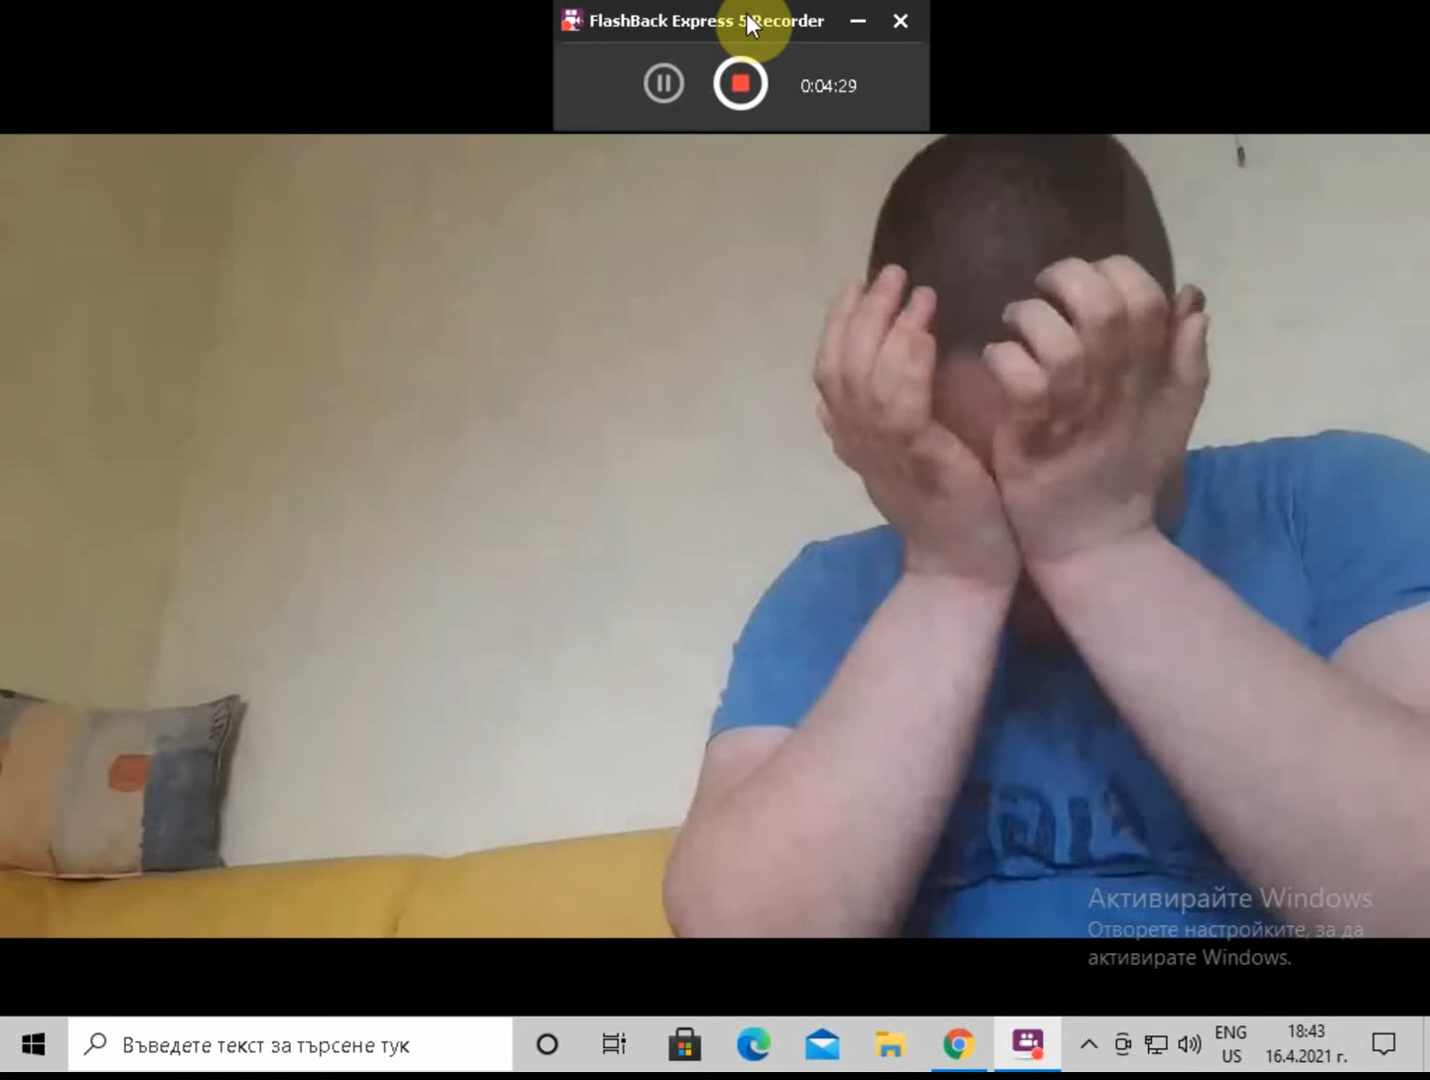 FlashBack Express 5 Recorder
0:04:29
Активирайте Windows
Отворете настройките, за да
активирате Windows.
Въведете текст за търсене тук
ENG
US
18:43
16.4.2021 г.